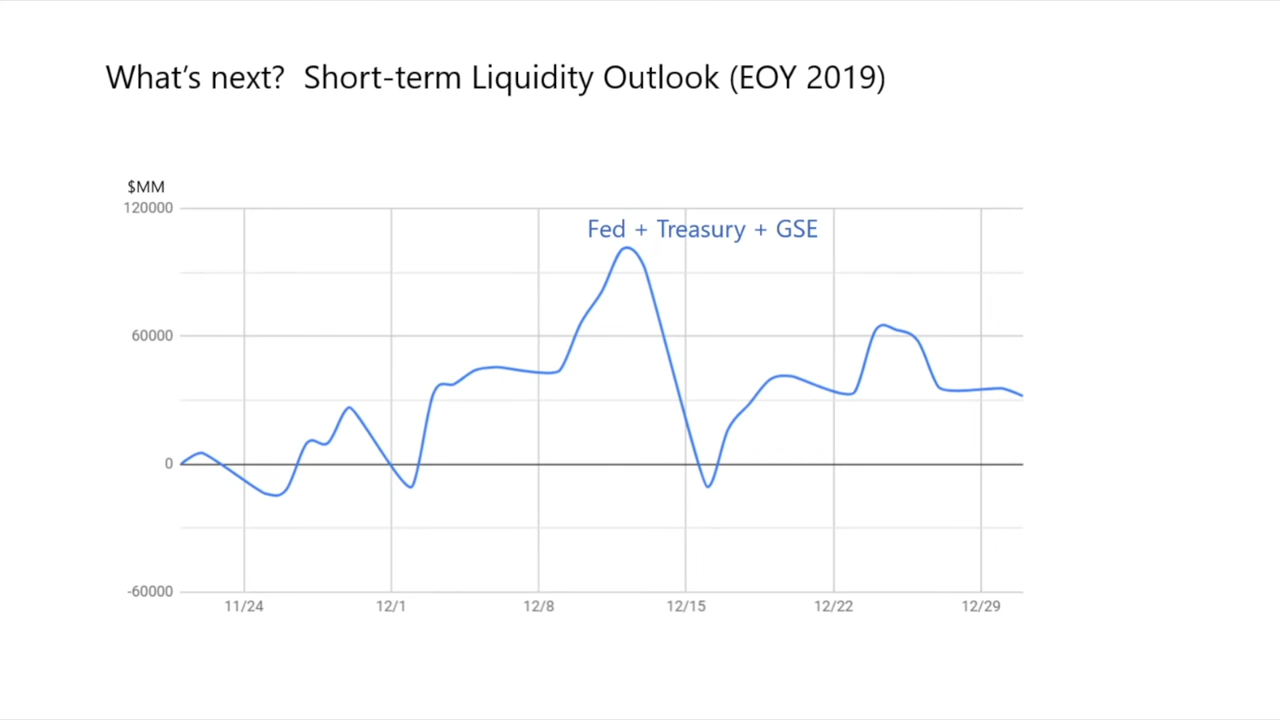 What's next?  Short-term Liquidity Outlook (EOY 2019)
$MM
120000
Fed + Treasury + GSE
60000
0
-60000
11/24 12/1 12/8 12/15 12/22 12/29